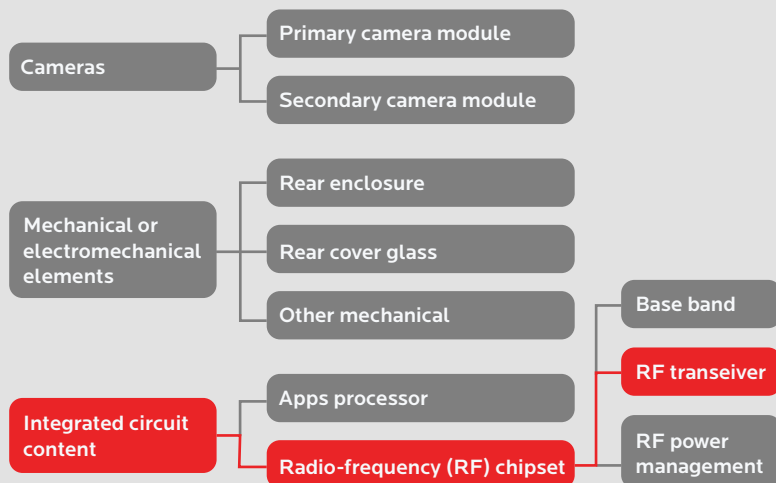 Primary camera module
Cameras
Secondary camera module
Rear enclosure
Mechanical or
electromechanical
elements
Rear cover glass
Other mechanical
Base band
RF transeiver
Apps processor
Integrated circuit
content
Radio-frequency (RF) chipset
RF power
management